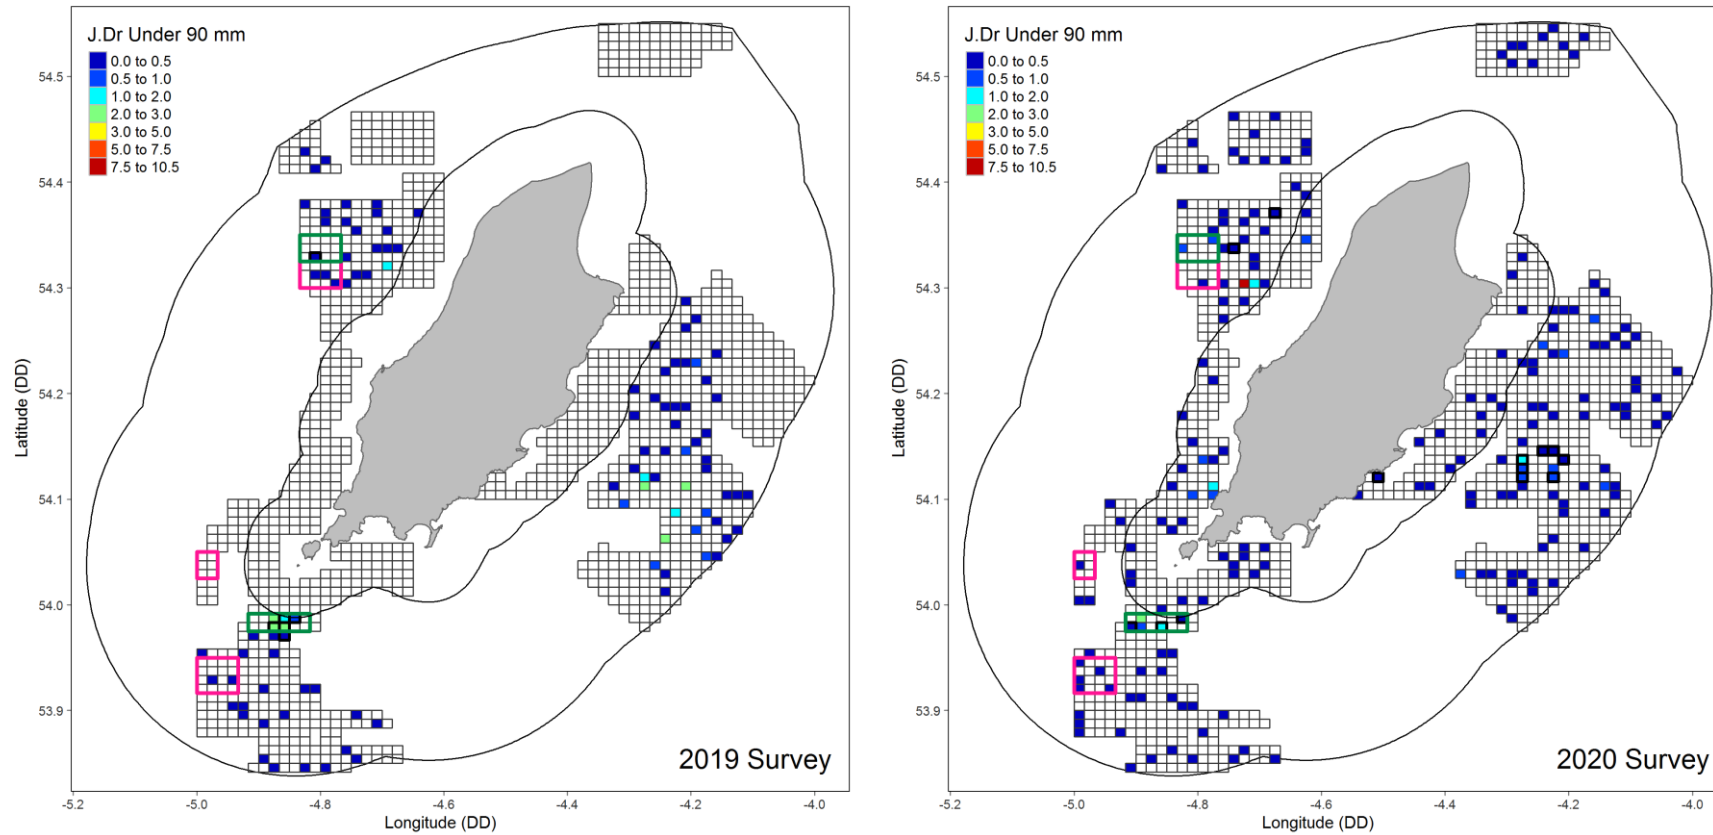 J.Dr Under 90 mm
0.0 to 0.5
0.5 to 1.0
1.0 to 2.0
2.0 to 3.0
3.0 to 5.0
5.0 to 7.5
7.5 to 10.5
54.5
54.4
54.3
54.2
54.1
54.0
53.9
Latitude (DD)
2019 Survey
-5.2 -5.0 -4.8 -4.6 -4.4 -4.2 -4.0
Longitude (DD)
J.Dr Under 90 mm
0.0 to 0.5
0.5 to 1.0
1.0 to 2.0
2.0 to 3.0
3.0 to 5.0
5.0 to 7.5
7.5 to 10.5
54.5
54.4
54.3
54.2
54.1
54.0
53.9
Latitude (DD)
2020 Survey
-5.2 -5.0 -4.8 -4.6 -4.4 -4.2 -4.0
Longitude (DD)